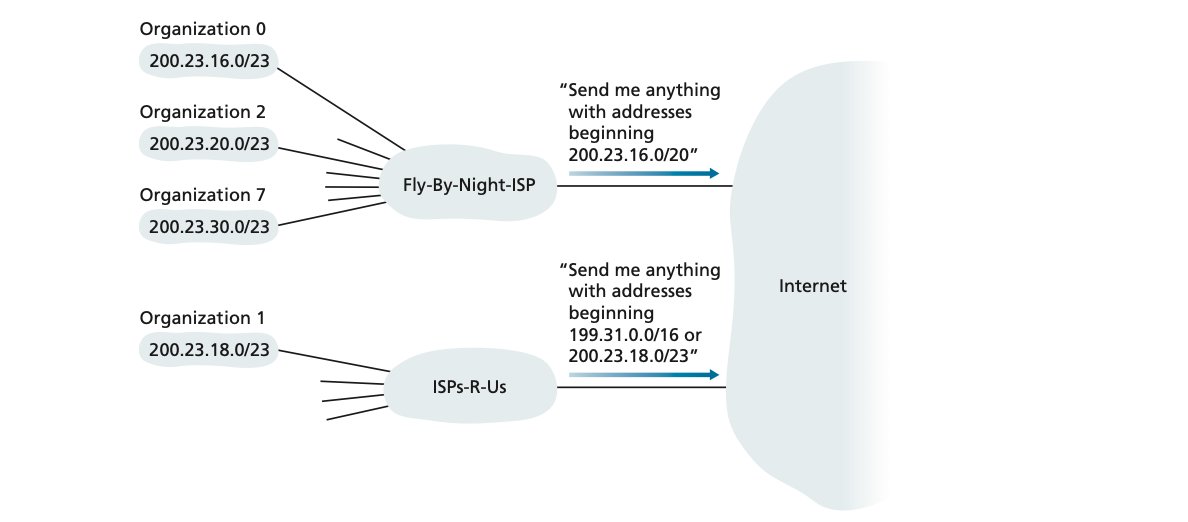 Organization 0
200.23.16.0/23
Organization 2
200.23.20.0/23
Organization 7
200.23.30.0/23
Fly-By-Night-ISP
“Send me anything
with addresses
beginning
200.23.16.0/20”
Organization 1
200.23.18.0/23
ISPs-R-Us
“Send me anything
with addresses
beginning
199.31.0.0/16 or
200.23.18.0/23”
Internet